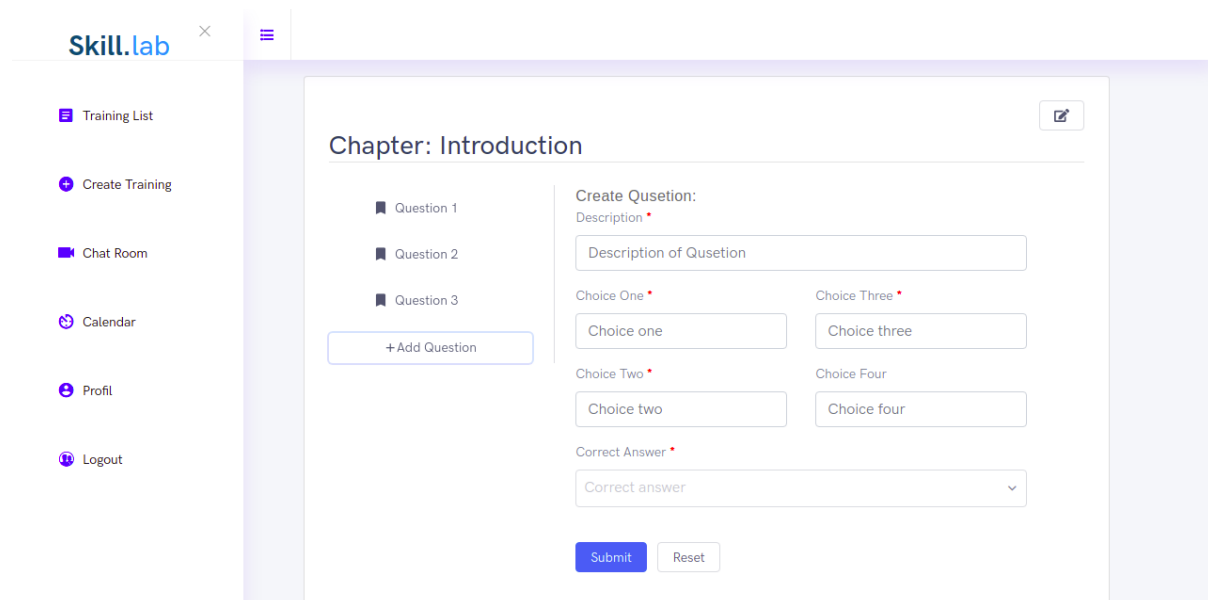 Skill.lab
Training List
Create Training
Chat Room
Calendar
Profil
Logout
Chapter: Introduction
Question 1
Question 2
Question 3
+ Add Question
Create Qusetion:
Description *
Description of Qusetion
Choice One *
Choice one
Choice Three *
Choice three
Choice Two *
Choice two
Choice Four
Choice four
Correct Answer *
Correct answer
Submit
Reset